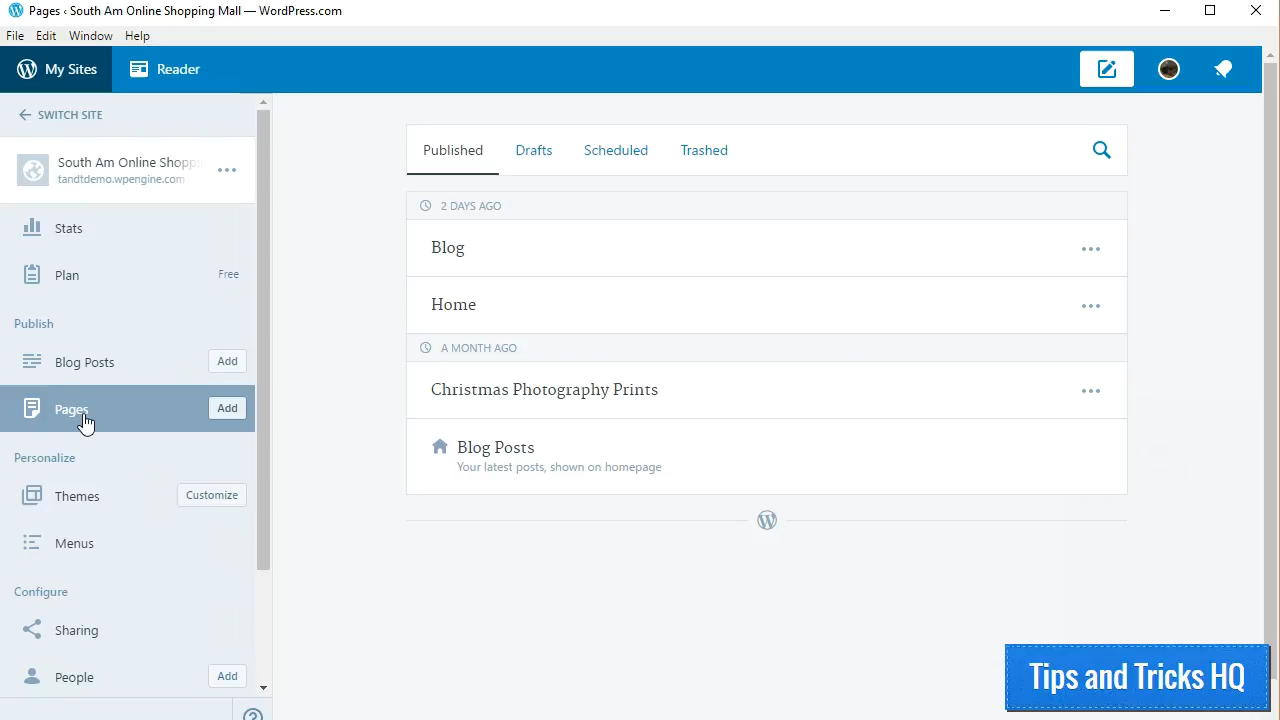 Pages ‹ South Am Online Shopping Mall — WordPress.com
File Edit Window Help
My Sites Reader
SWITCH SITE
South Am Online Shopp
tandtdemo.wpengine.com
Stats
Plan Free
Publish
Blog Posts Add
Pages Add
Personalize
Themes Customize
Menus
Configure
Sharing
People Add
Published Drafts Scheduled Trashed
2 DAYS AGO
Blog
Home
A MONTH AGO
Christmas Photography Prints
Blog Posts
Your latest posts, shown on homepage
Tips and Tricks HQ